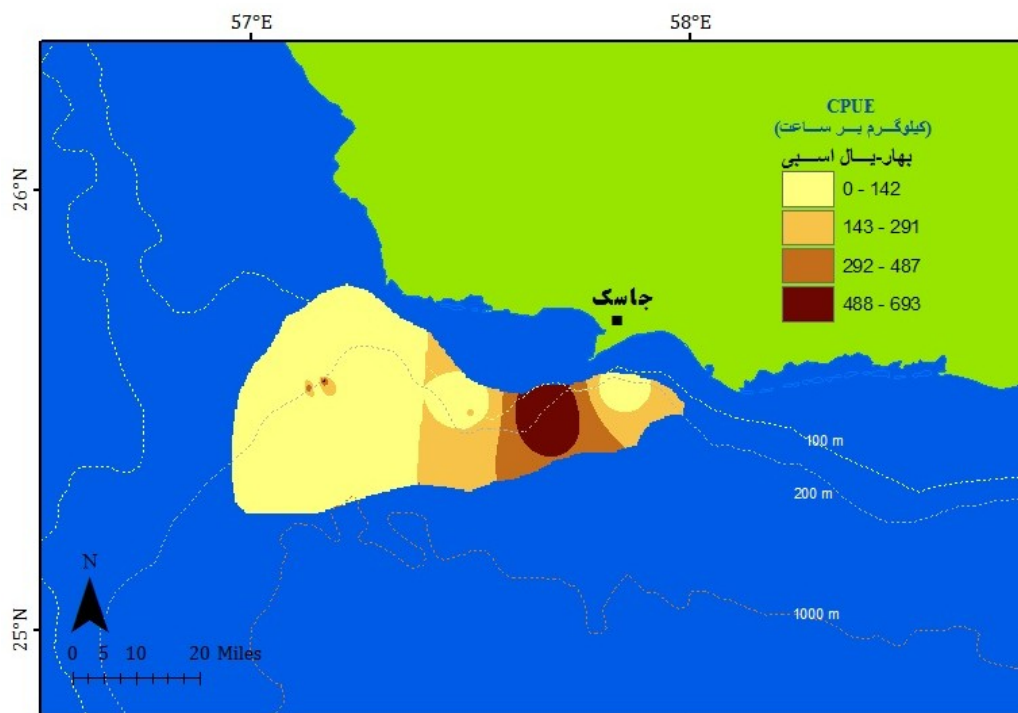 57°E
58°E
26°N
25°N
CPUE
(کیلوگرم بر ساعت)
بهار-یال اسبی
0 - 142
143 - 291
292 - 487
488 - 693
جاسک
100 m
200 m
1000 m
N
0 5 10 20 Miles